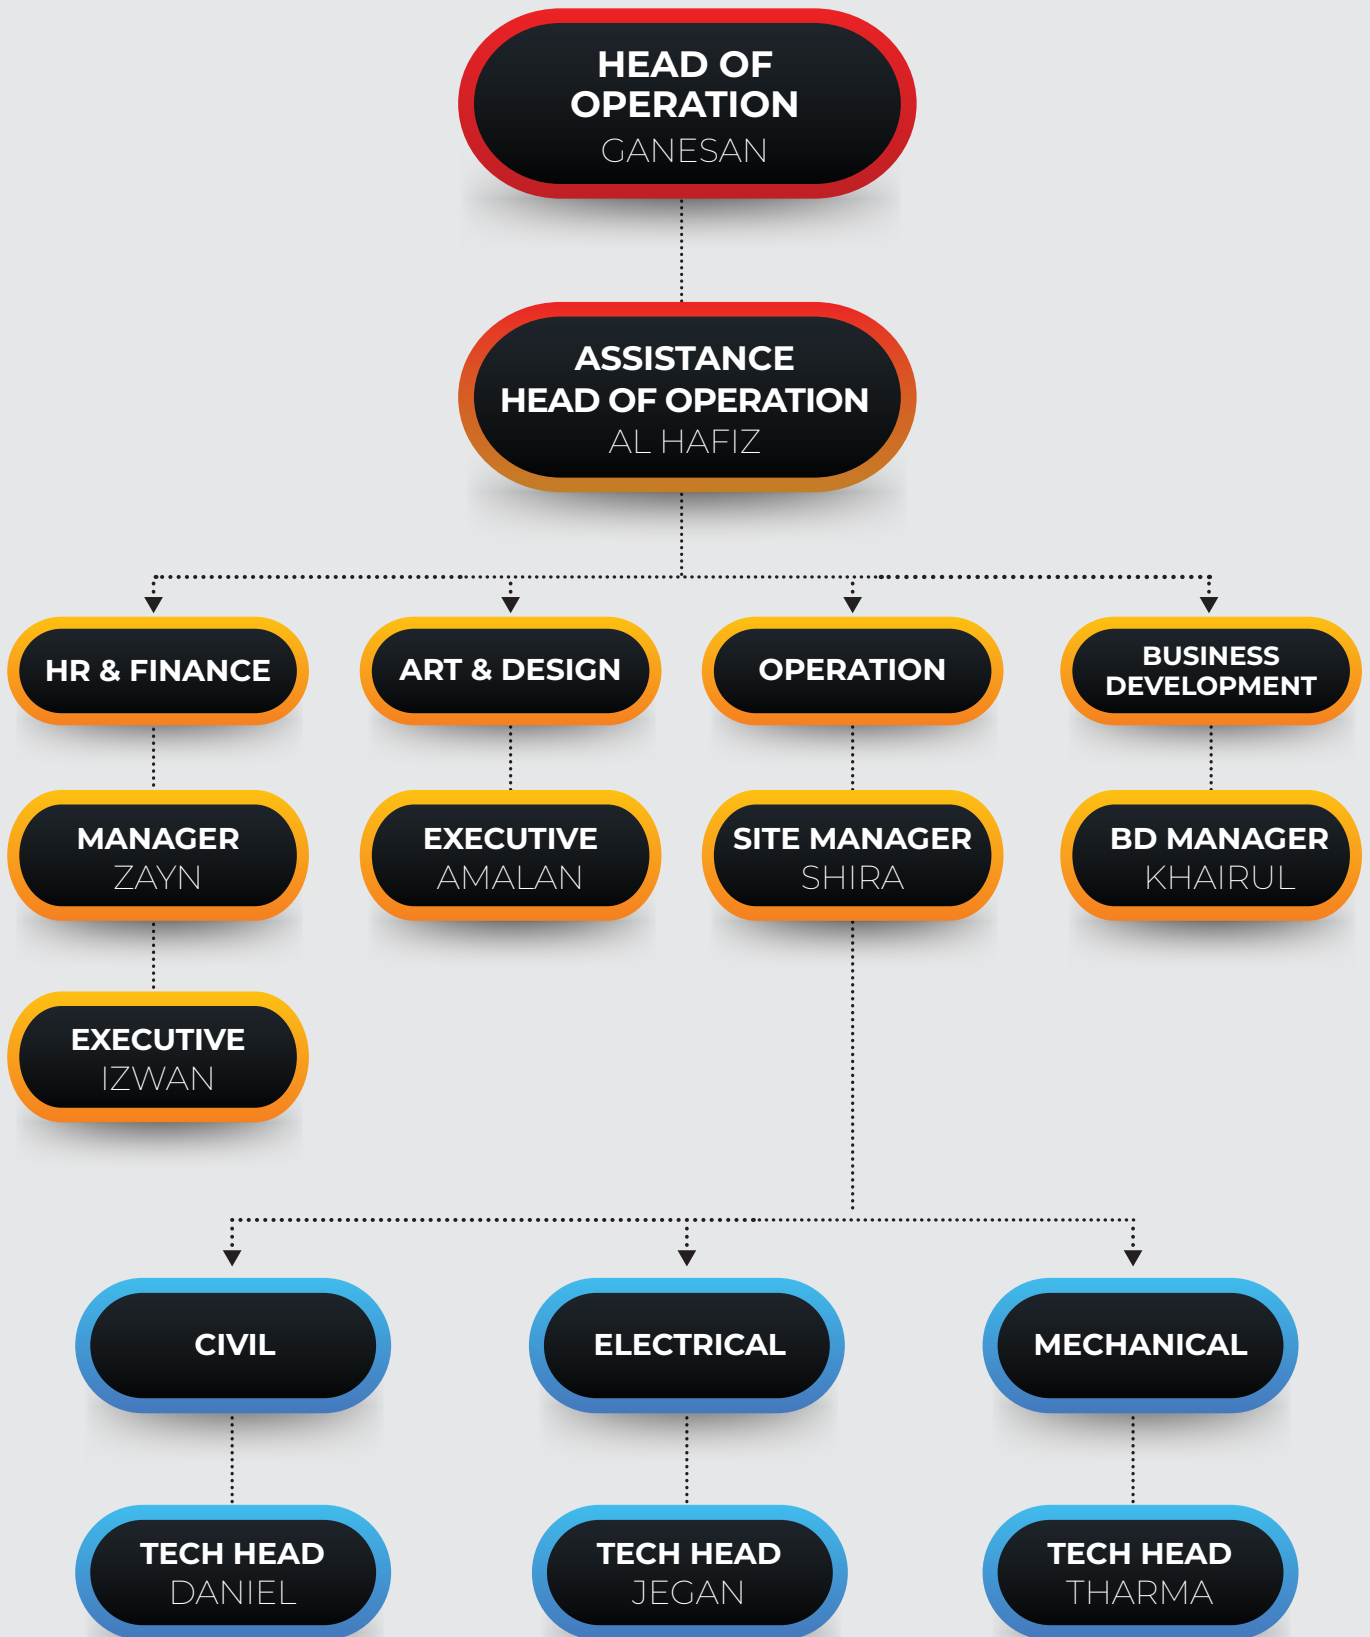 HEAD OF
OPERATION
GANESAN
ASSISTANCE
HEAD OF OPERATION
AL HAFIZ
HR & FINANCE
ART & DESIGN
OPERATION
BUSINESS
DEVELOPMENT
MANAGER
ZAYN
EXECUTIVE
AMALAN
SITE MANAGER
SHIRA
BD MANAGER
KHAIRUL
EXECUTIVE
IZWAN
CIVIL
ELECTRICAL
MECHANICAL
TECH HEAD
DANIEL
TECH HEAD
JEGAN
TECH HEAD
THARMA